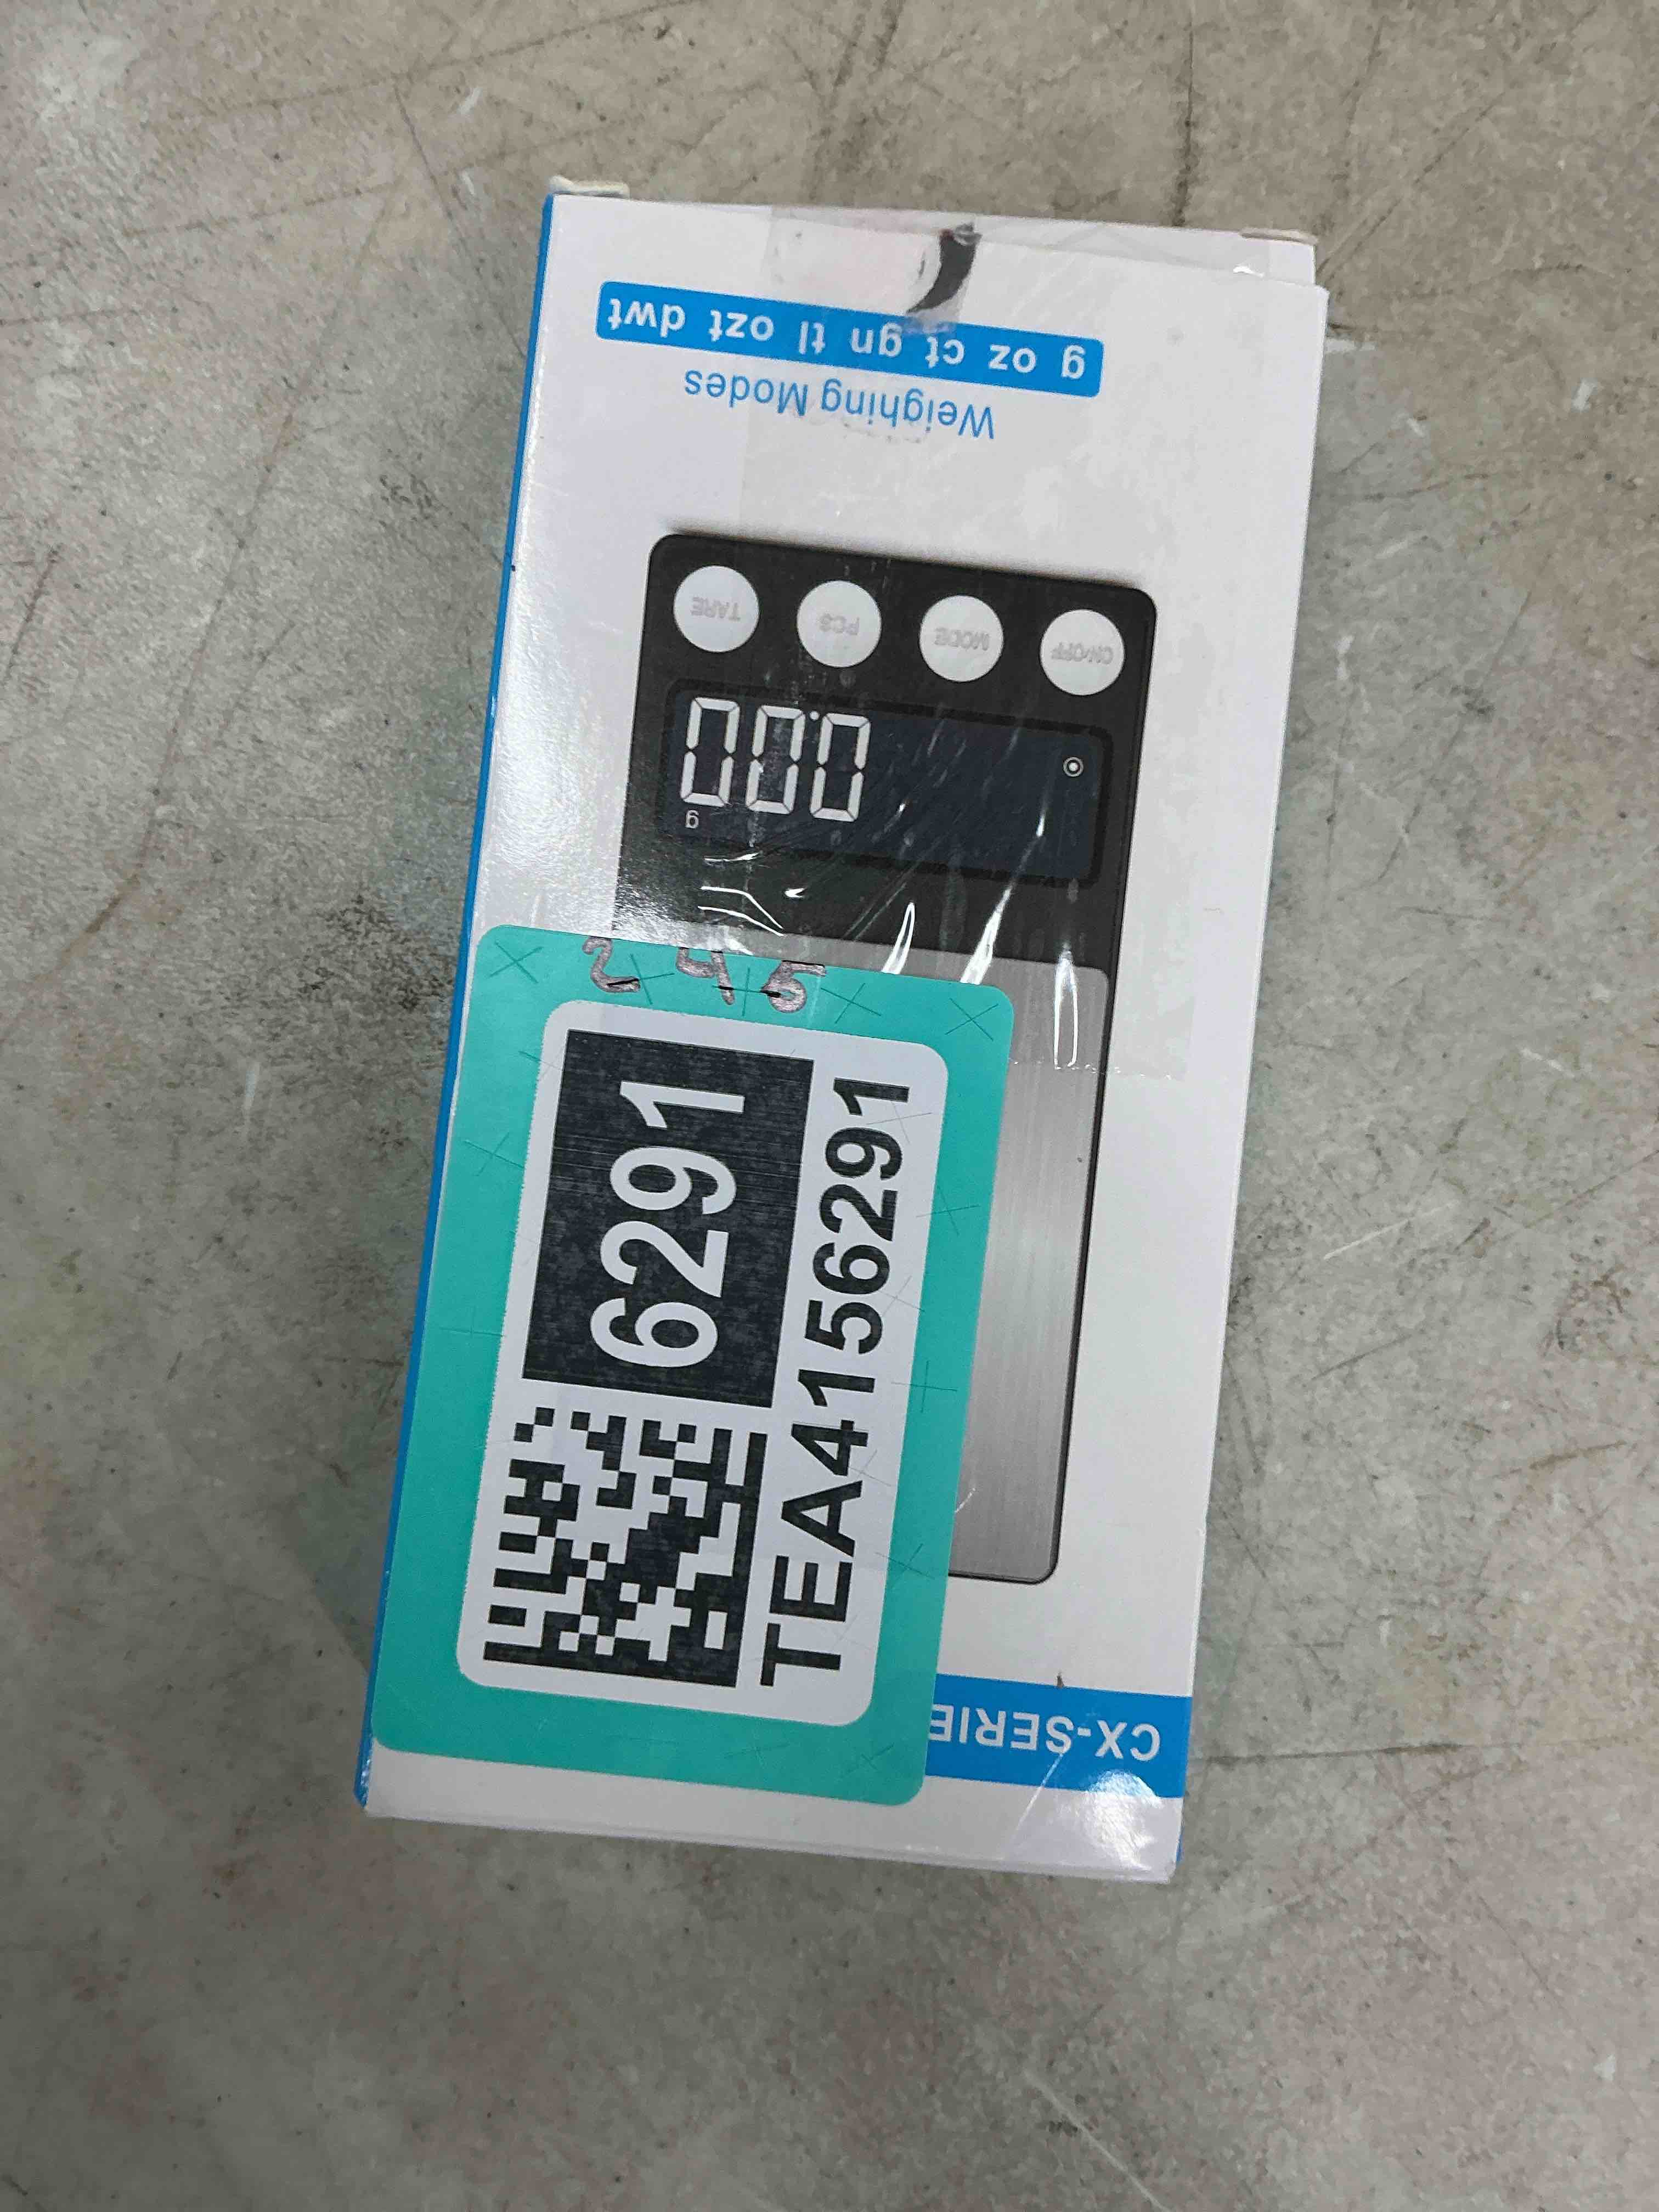 g oz ct gn tl ozt dwt
Weighing Modes
TARE
PCS
MODE
ON/OFF
0.00
g
245
6291
TEA4156291
CX-SERIE